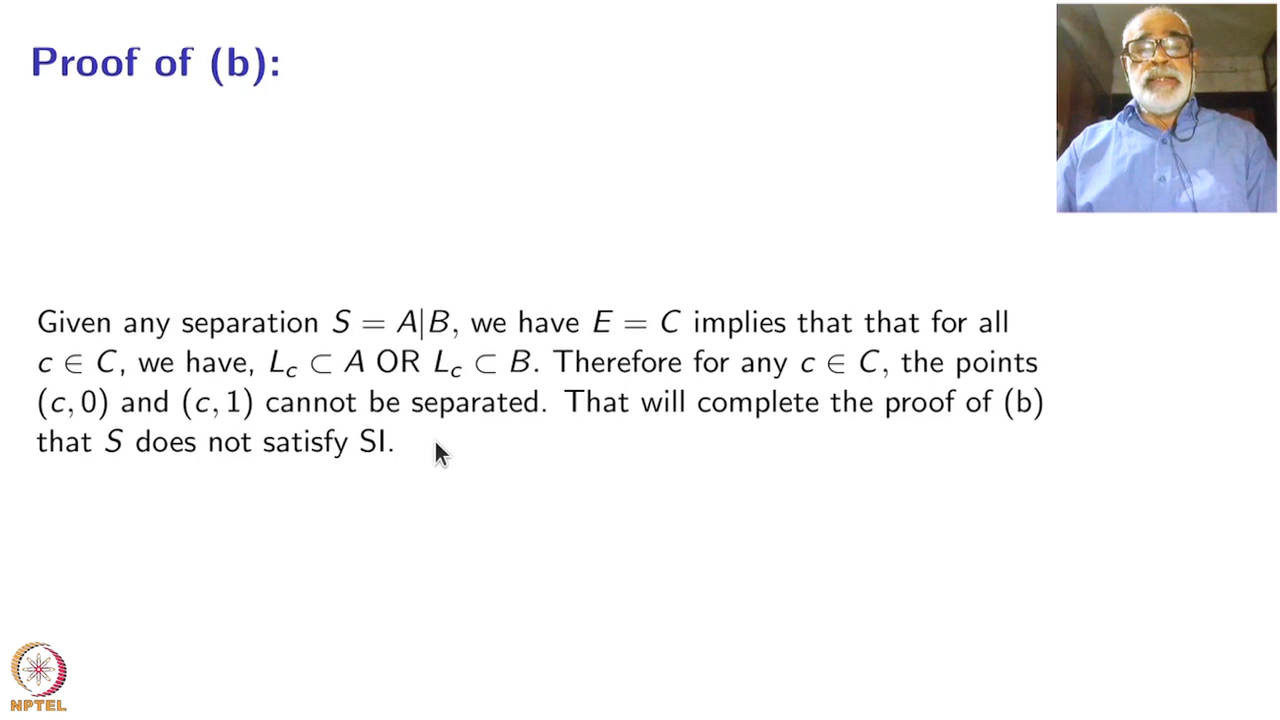 Proof of (b):
Given any separation S = A|B, we have E = C implies that that for all
c ∈ C, we have, L_c ⊂ A OR L_c ⊂ B. Therefore for any c ∈ C, the points
(c, 0) and (c, 1) cannot be separated. That will complete the proof of (b)
that S does not satisfy SI.
NPTEL